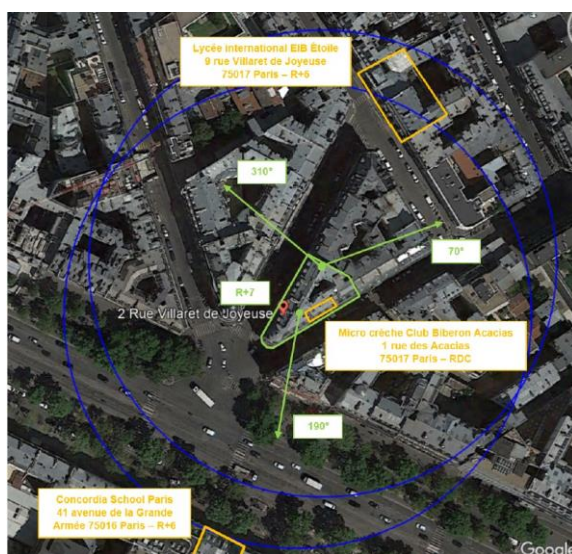 Lycée international EIB Étoile
9 rue Villaret de Joyeuse
75017 Paris – R+6
310°
70°
R+7
2 Rue Villaret de Joyeuse
Micro crèche Club Biberon Acacias
1 rue des Acacias
75017 Paris – RDC
190°
Concordia School Paris
41 avenue de la Grande
Armée 75016 Paris – R+6
Google